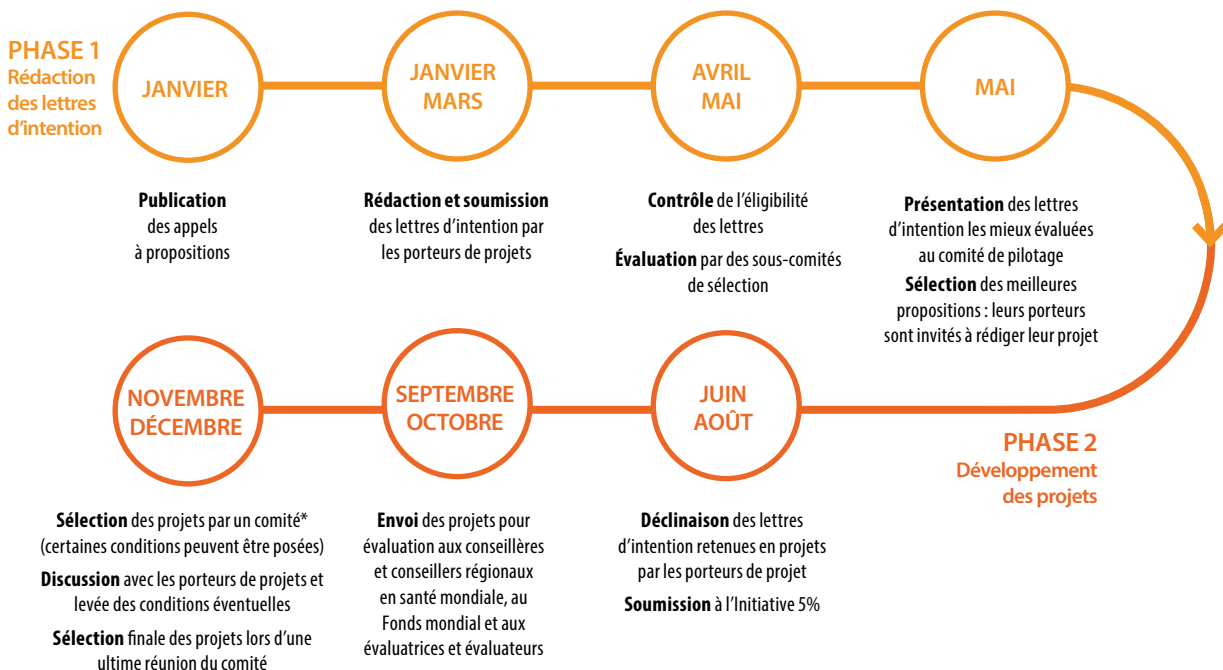 PHASE 1
Rédaction
des lettres
d'intention
JANVIER
JANVIER
MARS
AVRIL
MAI
MAI
Publication
des appels
à propositions
Rédaction et soumission
des lettres d'intention par
les porteurs de projets
Contrôle de l'éligibilité
des lettres
Évaluation par des sous-comités
de sélection
Présentation des lettres
d'intention les mieux évaluées
au comité de pilotage
Sélection des meilleures
propositions : leurs porteurs
sont invités à rédiger leur projet
PHASE 2
Développement
des projets
JUIN
AOÛT
SEPTEMBRE
OCTOBRE
NOVEMBRE
DÉCEMBRE
Déclinaison des lettres
d'intention retenues en projets
par les porteurs de projet
Soumission à l'Initiative 5%
Envoi des projets pour
évaluation aux conseillères
et conseillers régionaux
en santé mondiale, au
Fonds mondial et aux
évaluatrices et évaluateurs
Sélection des projets par un comité*
(certaines conditions peuvent être posées)
Discussion avec les porteurs de projets et
levée des conditions éventuelles
Sélection finale des projets lors d'une
ultime réunion du comité